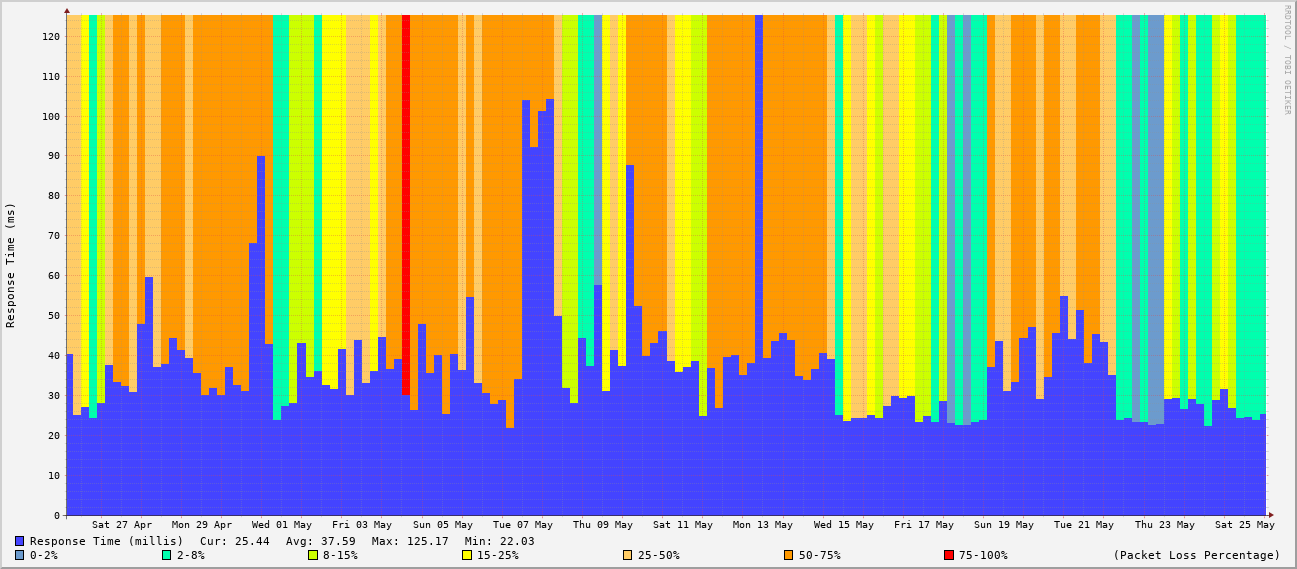 RRDTOOL / TOBI OETIKER
Response Time (ms)
120
110
100
90
80
70
60
50
40
30
20
10
0
Sat 27 Apr Mon 29 Apr Wed 01 May Fri 03 May Sun 05 May Tue 07 May Thu 09 May Sat 11 May Mon 13 May Wed 15 May Fri 17 May Sun 19 May Tue 21 May Thu 23 May Sat 25 May
Response Time (millis) Cur: 25.44 Avg: 37.59 Max: 125.17 Min: 22.03
0-2% 2-8% 8-15% 15-25% 25-50% 50-75% 75-100% (Packet Loss Percentage)